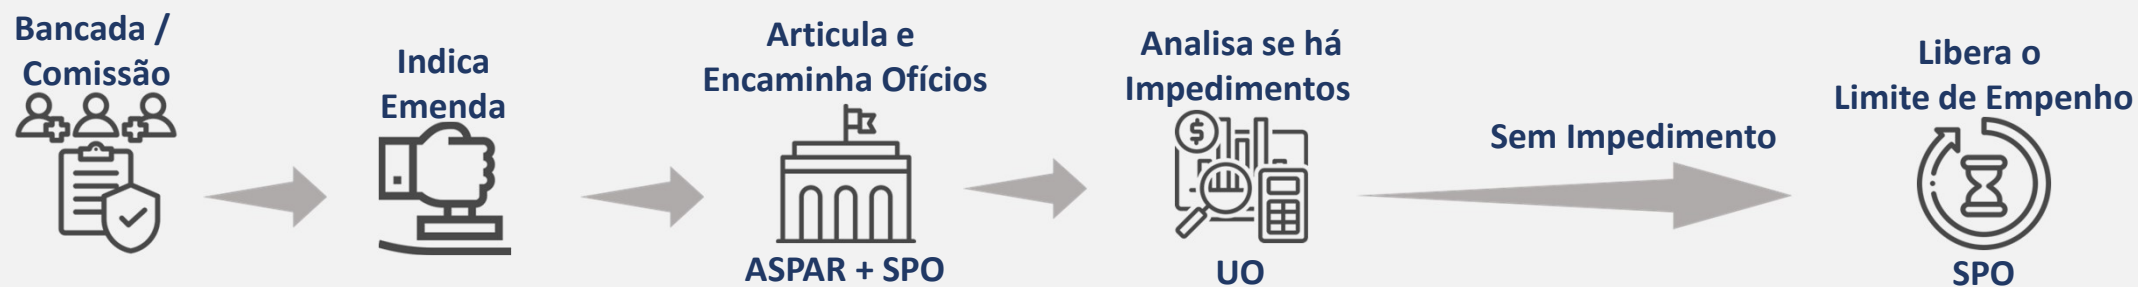 Bancada /
Comissão
Indica
Emenda
Articula e
Encaminha Ofícios
ASPAR + SPO
Analisa se há
Impedimentos
$
UO
Sem Impedimento
Libera o
Limite de Empenho
SPO